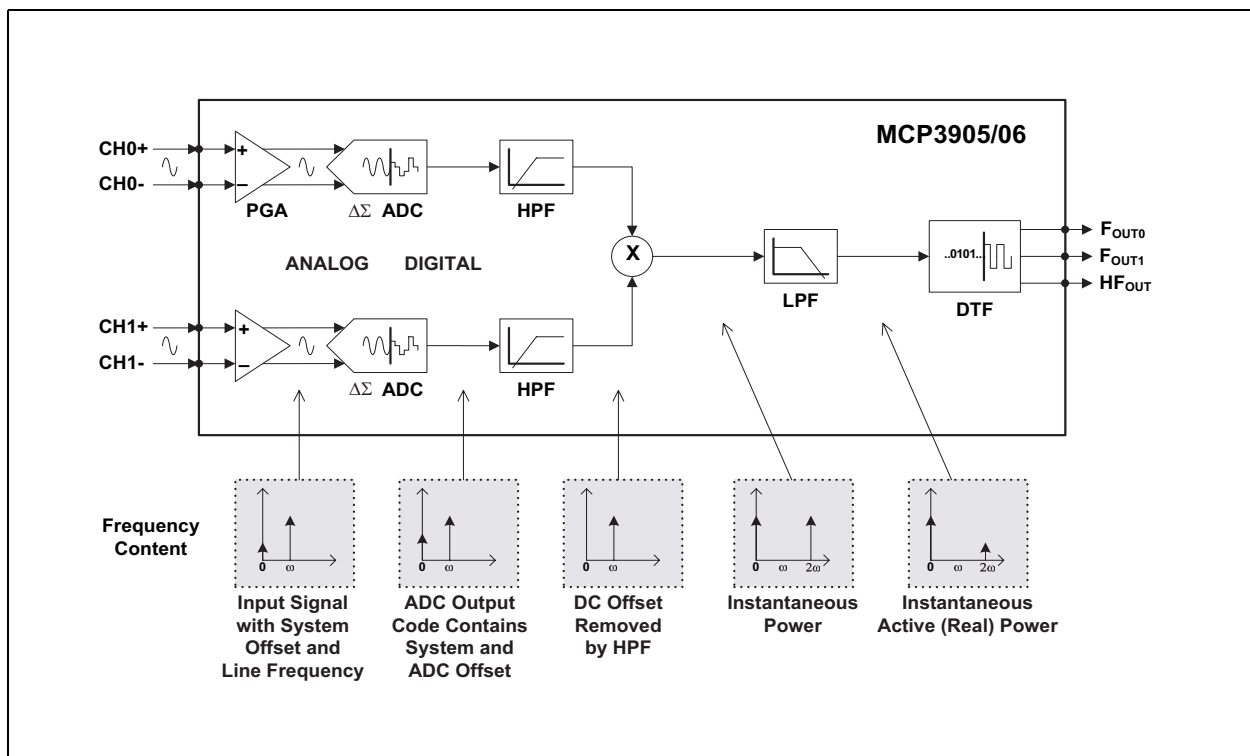 MCP3905/06
CH0+
CH0-
+
–
PGA
ΔΣ ADC
HPF
ANALOG DIGITAL
X
LPF
..0101..
DTF
FOUT0
FOUT1
HFOUT
CH1+
CH1-
+
–
ΔΣ ADC
HPF
Frequency
Content
0 ω
0 ω
0 ω
0 ω 2ω
0 ω 2ω
Input Signal
with System
Offset and
Line Frequency
ADC Output
Code Contains
System and
ADC Offset
DC Offset
Removed
by HPF
Instantaneous
Power
Instantaneous
Active (Real) Power